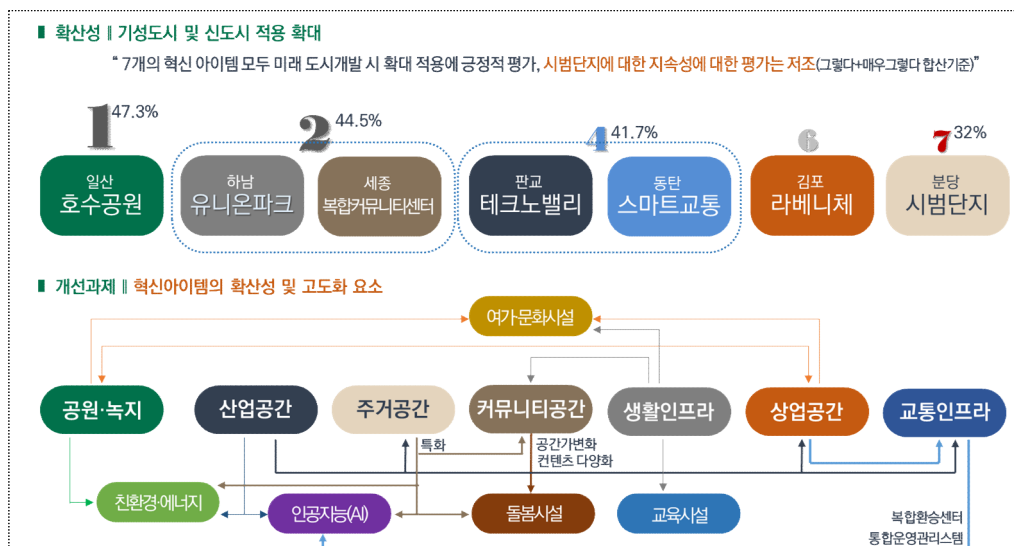 확산성 ‖ 기성도시 및 신도시 적용 확대
“ 7개의 혁신 아이템 모두 미래 도시개발 시 확대 적용에 긍정적 평가, 시범단지에 대한 지속성에 대한 평가는 저조(그렇다+매우그렇다 합산기준)”
1 47.3%
2 44.5%
4 41.7%
6
7 32%
일산
호수공원
하남
유니온파크
세종
복합커뮤니티센터
판교
테크노밸리
동탄
스마트교통
김포
라베니체
분당
시범단지
개선과제 ‖ 혁신아이템의 확산성 및 고도화 요소
여가·문화시설
공원·녹지
산업공간
주거공간
커뮤니티공간
생활인프라
상업공간
교통인프라
특화
공간가변화
컨텐츠 다양화
친환경·에너지
인공지능(AI)
돌봄시설
교육시설
복합환승센터
통합운영관리시스템